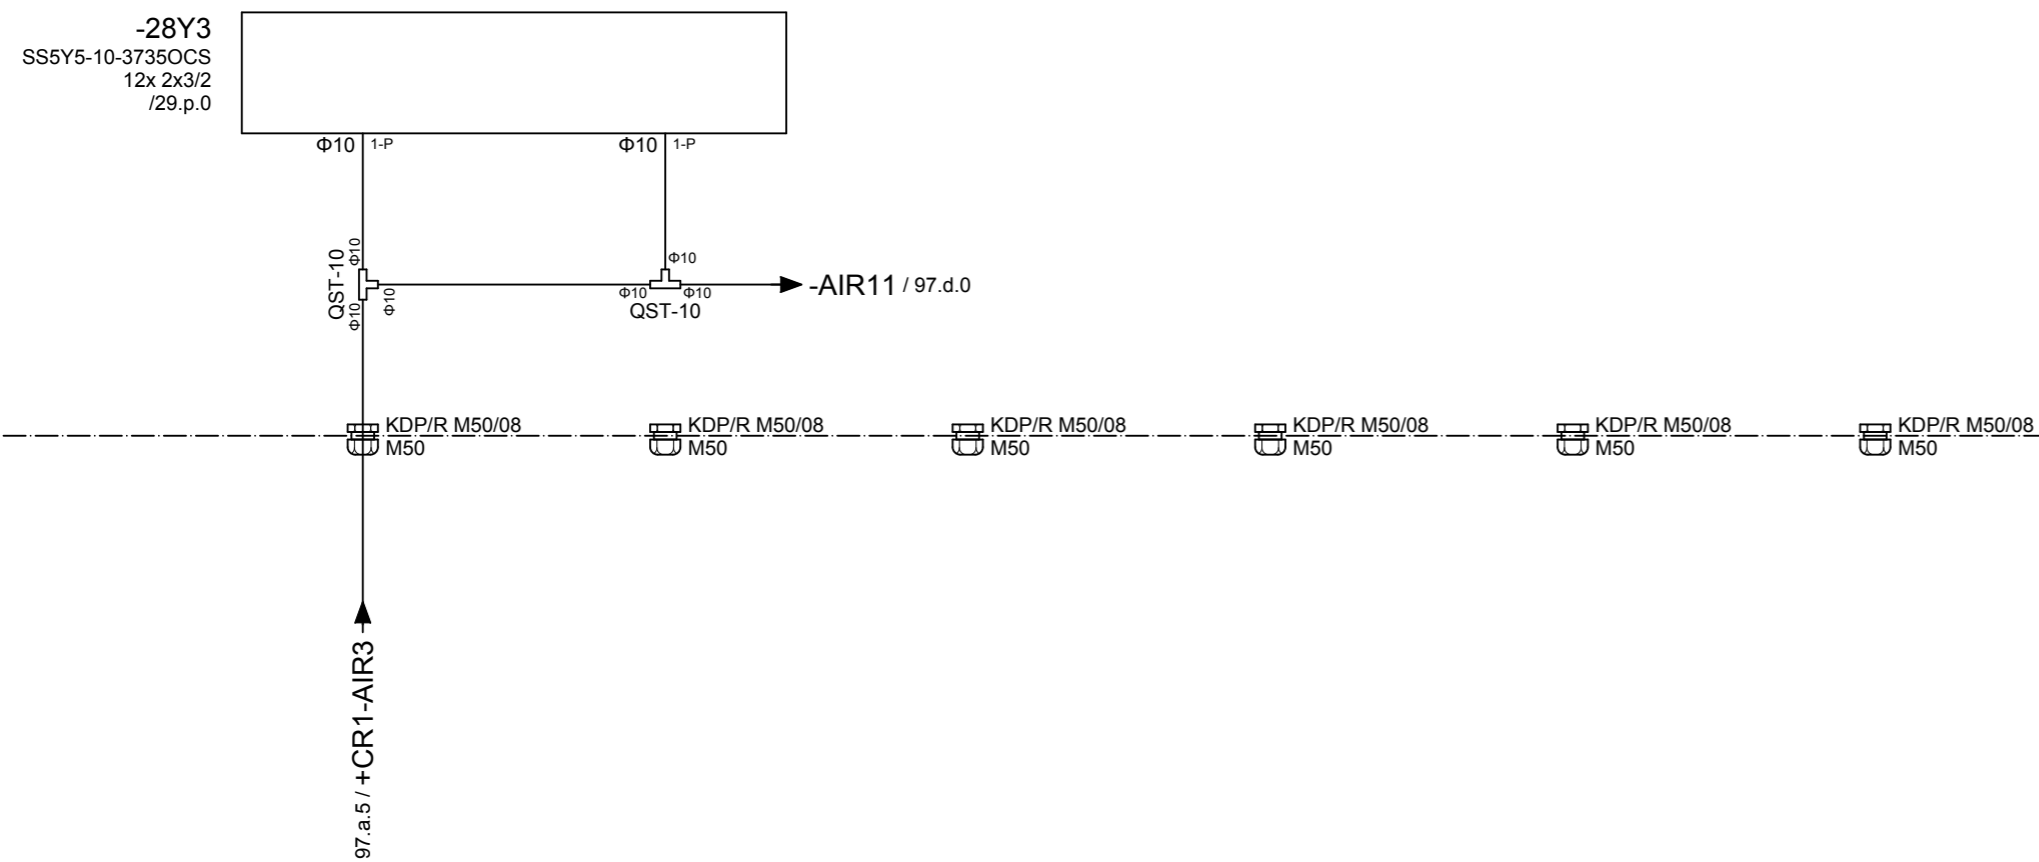 -28Y3
SS5Y5-10-3735OCS
12x 2x3/2
/29.p.0
Φ10 1-P
Φ10 1-P
QST-10
Φ10
Φ10
Φ10
Φ10
Φ10 Φ10
QST-10
-AIR11 / 97.d.0
KDP/R M50/08
M50
KDP/R M50/08
M50
KDP/R M50/08
M50
KDP/R M50/08
M50
KDP/R M50/08
M50
KDP/R M50/08
M50
97.a.5 / +CR1-AIR3